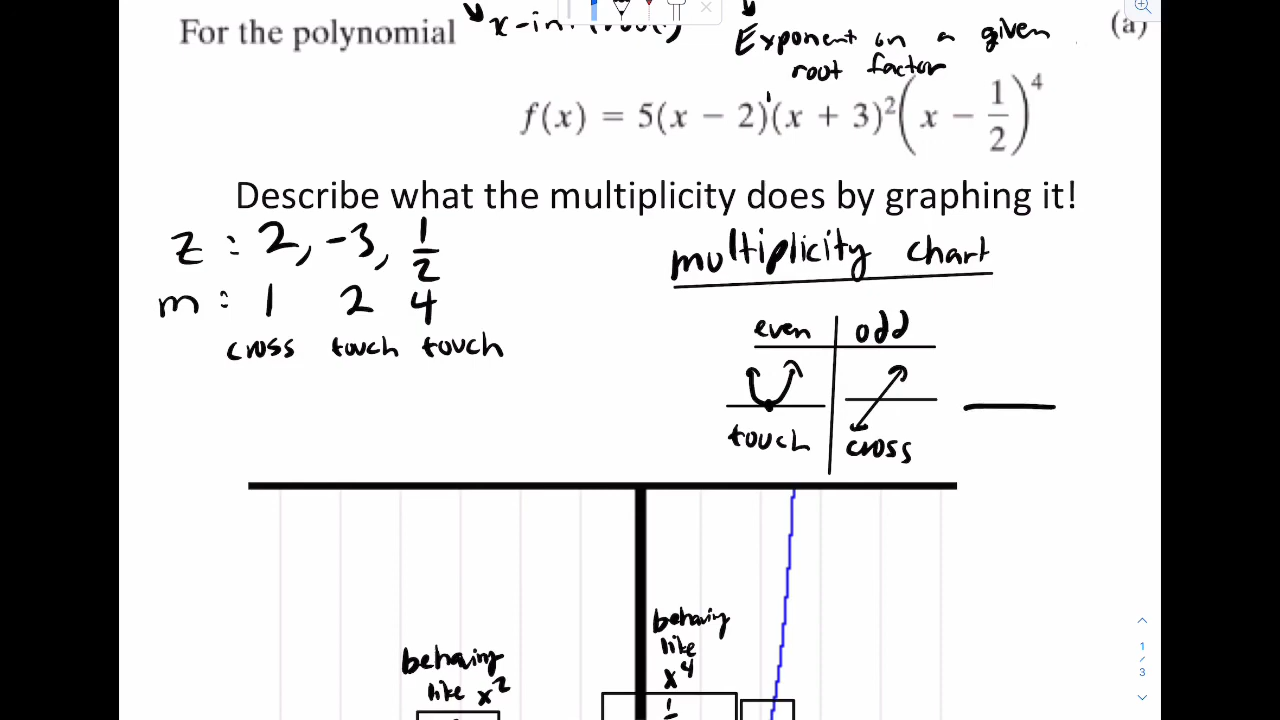 For the polynomial
(a)
Exponent on a given
root factor
f(x) = 5(x − 2)¹(x + 3)²(x − 1/2)⁴
Describe what the multiplicity does by graphing it!
z : 2, -3, 1/2
m : 1 2 4
cross touch touch
multiplicity chart
even odd
touch cross
behaving
like
x⁴
behaving
like x²
1
/
3